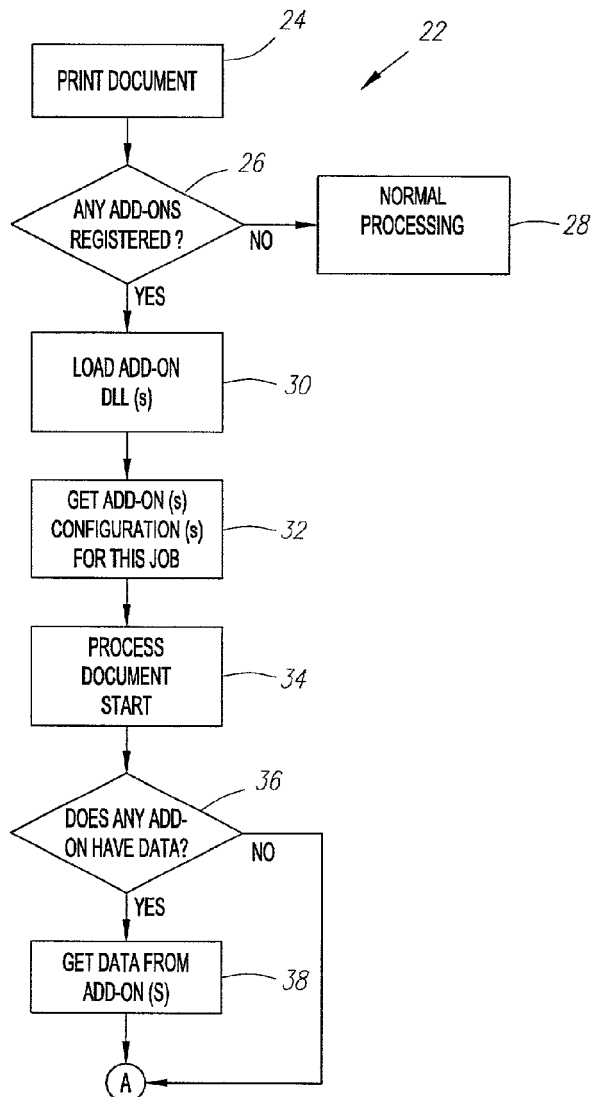 24
22
PRINT DOCUMENT
26
ANY ADD-ONS
REGISTERED ?
NO
NORMAL
PROCESSING
28
YES
LOAD ADD-ON
DLL (s)
30
GET ADD-ON (s)
CONFIGURATION (s)
FOR THIS JOB
32
PROCESS
DOCUMENT
START
34
36
DOES ANY ADD-
ON HAVE DATA?
NO
YES
GET DATA FROM
ADD-ON (S)
38
A